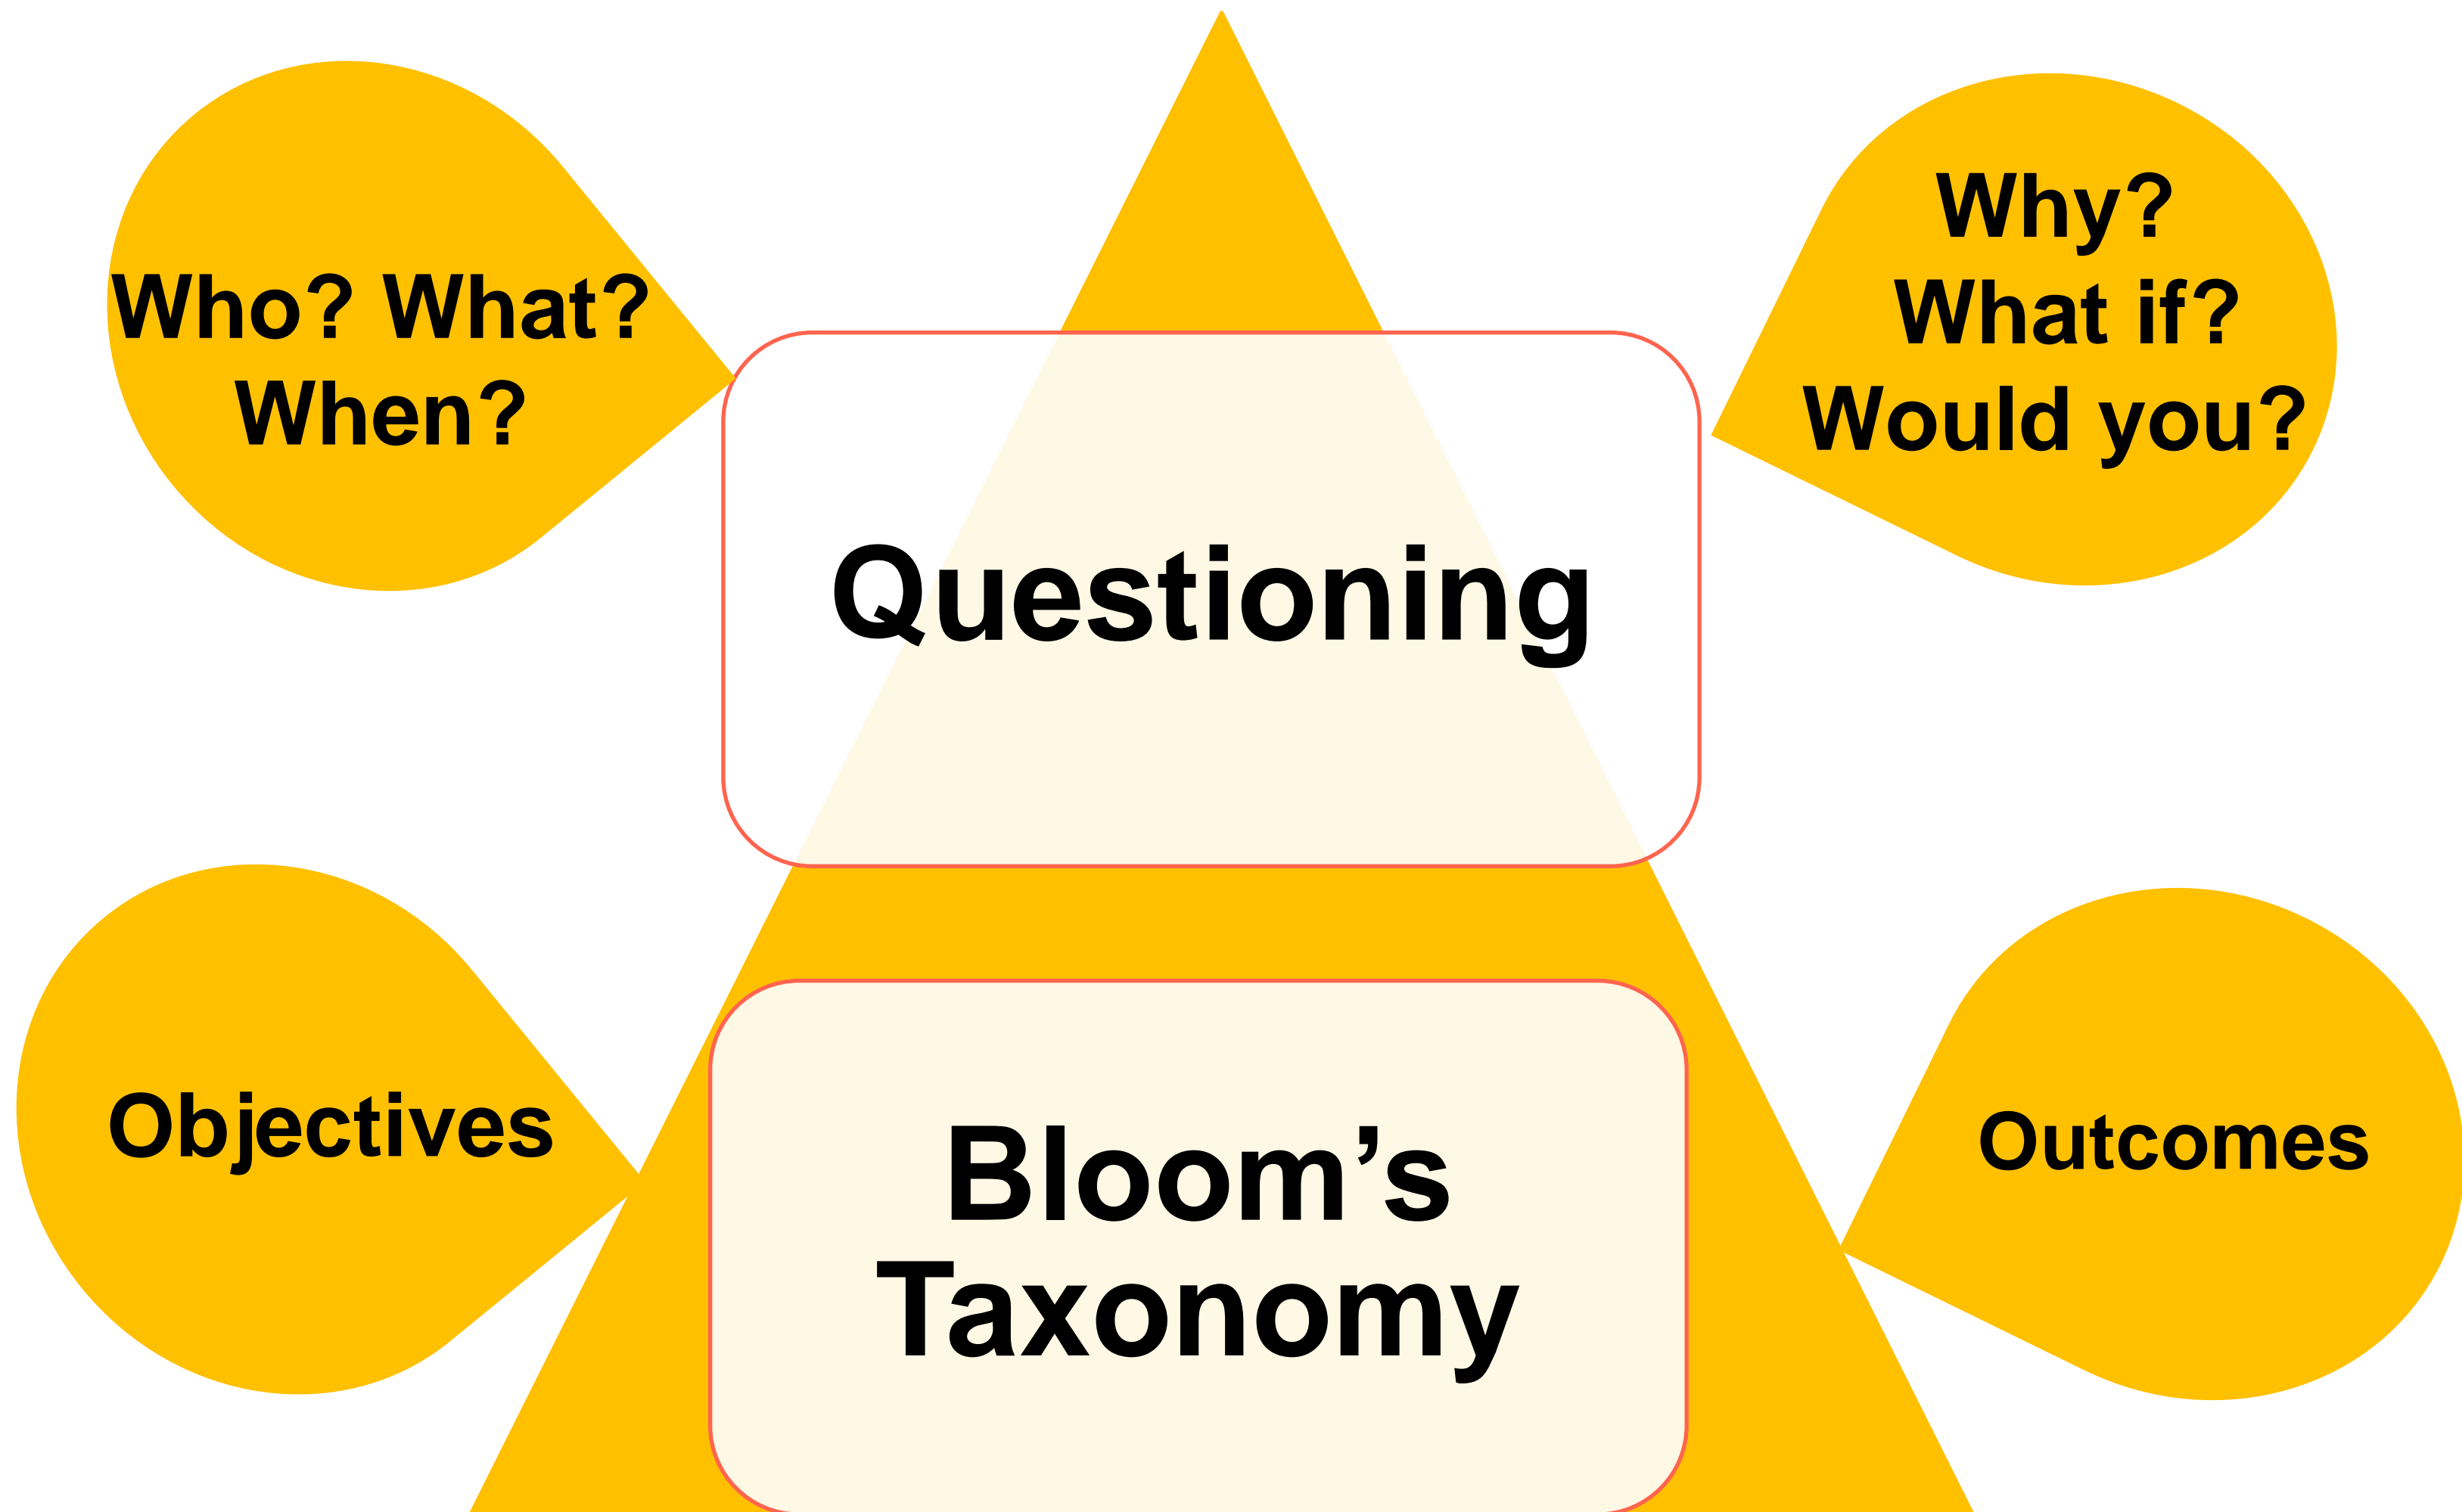 Who? What?
When?
Why?
What if?
Would you?
Questioning
Objectives
Bloom’s
Taxonomy
Outcomes